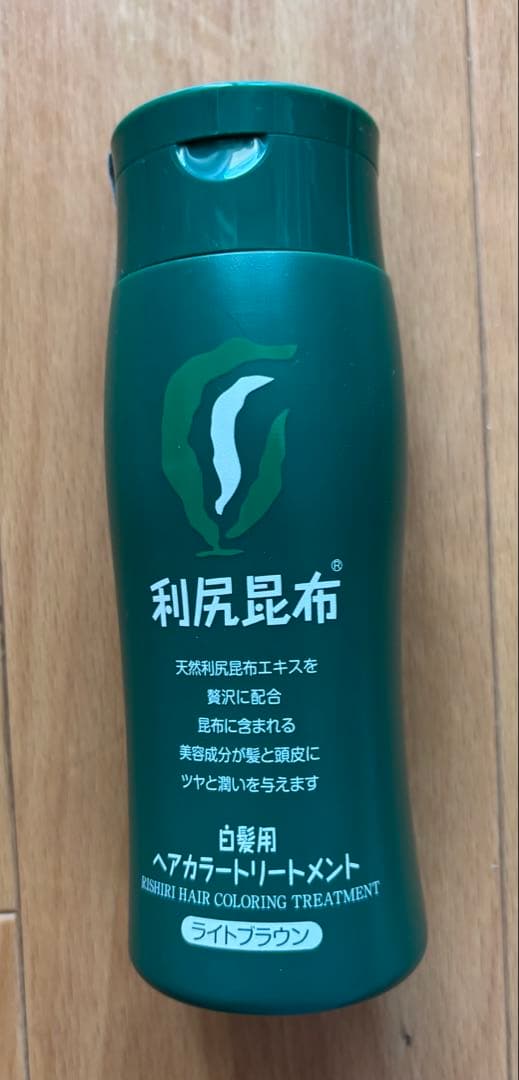 ®
利尻昆布
天然利尻昆布エキスを
贅沢に配合
昆布に含まれる
美容成分が髪と頭皮に
ツヤと潤いを与えます
白髪用
ヘアカラートリートメント
RISHIRI HAIR COLORING TREATMENT
ライトブラウン